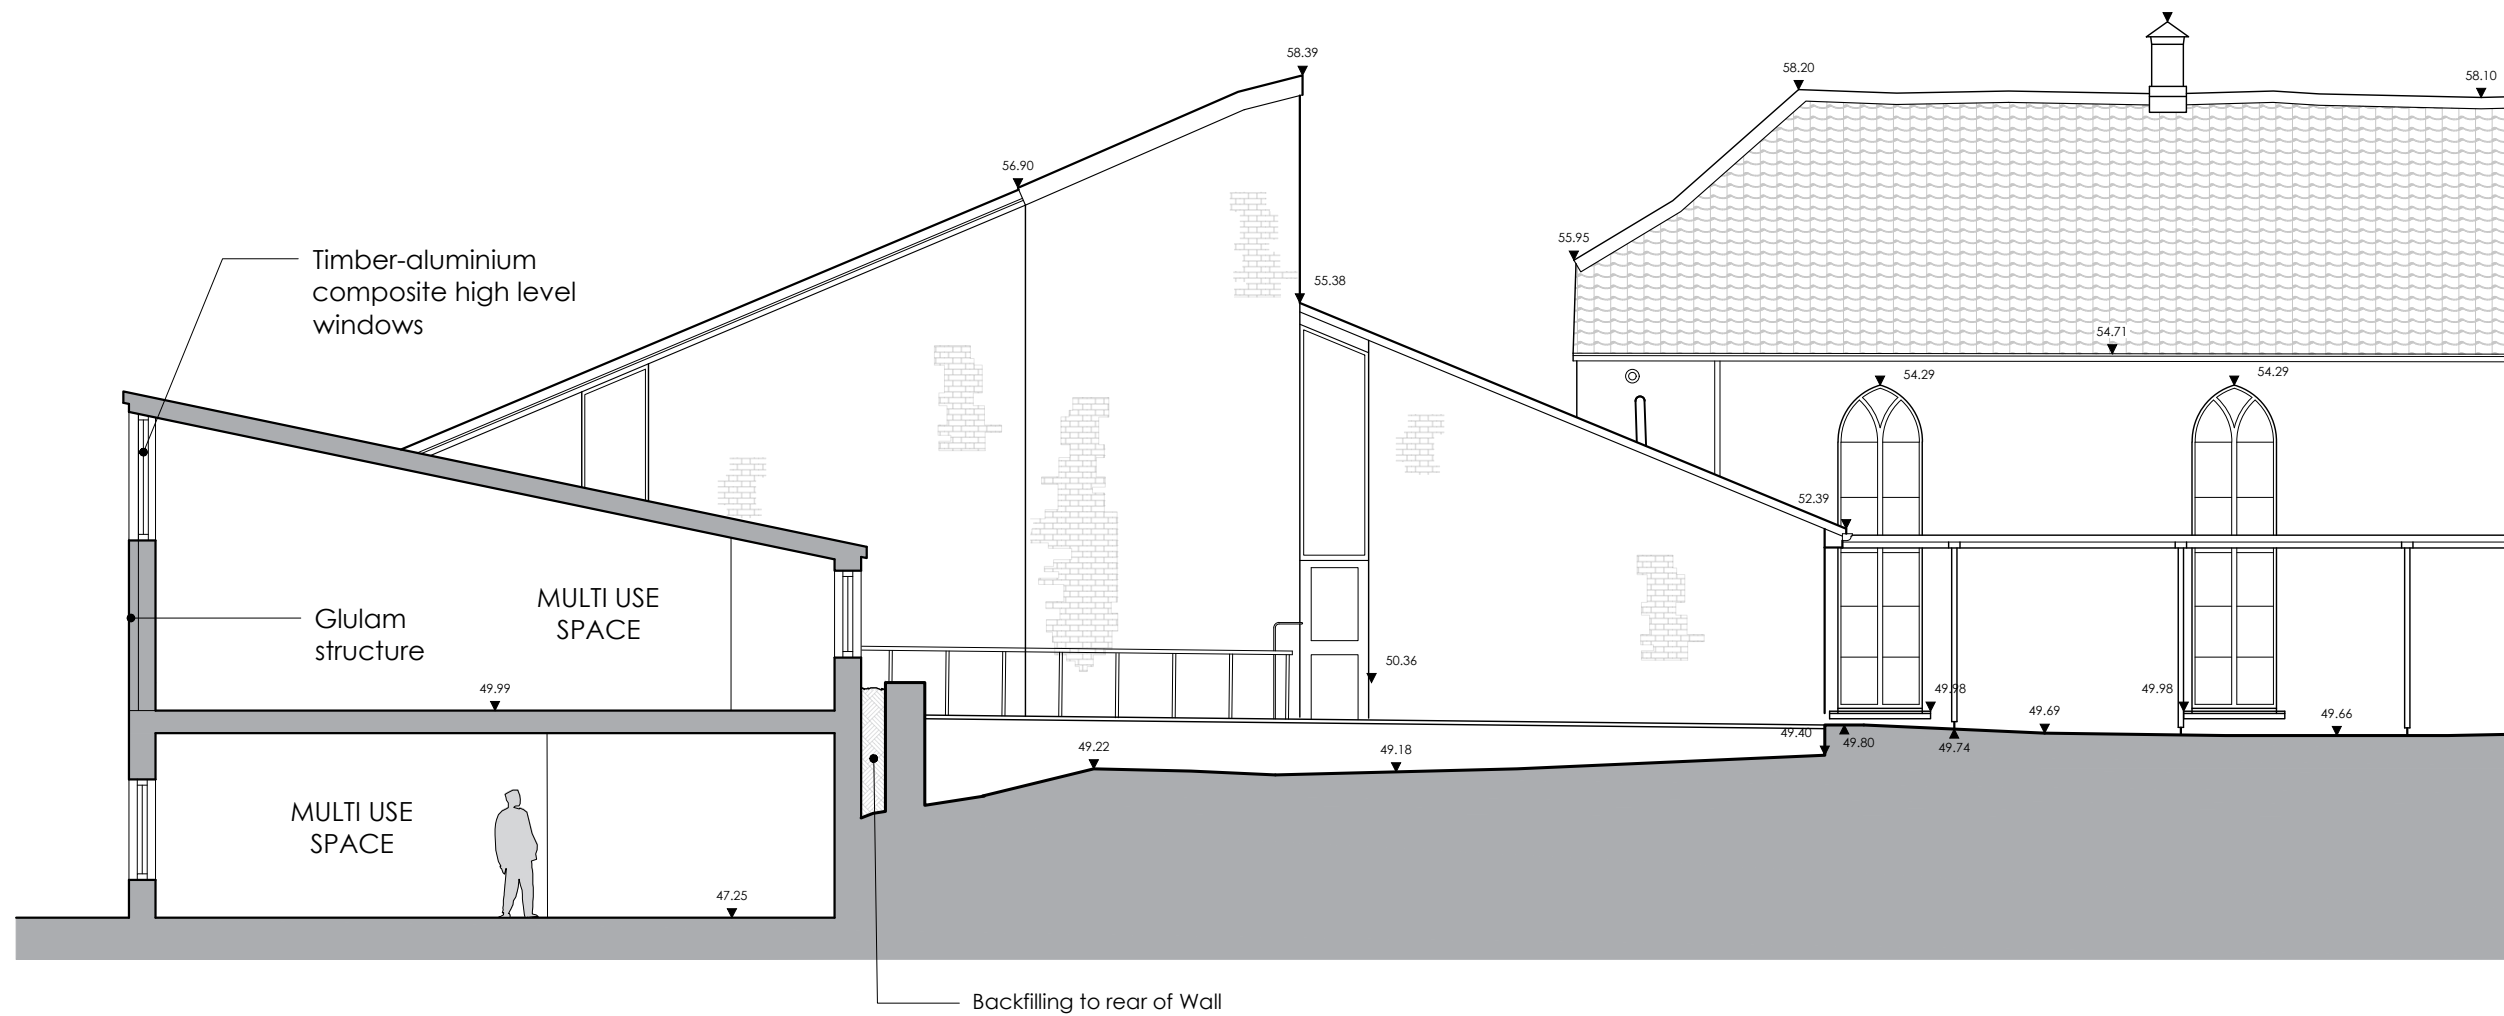 58.39
58.20
58.10
56.90
55.95
Timber-aluminium
composite high level
windows
55.38
54.71
54.29
54.29
52.39
MULTI USE
SPACE
Glulam
structure
50.36
49.99
49.98
49.98
49.69
49.66
49.40
49.80
49.74
49.22
49.18
MULTI USE
SPACE
47.25
Backfilling to rear of Wall